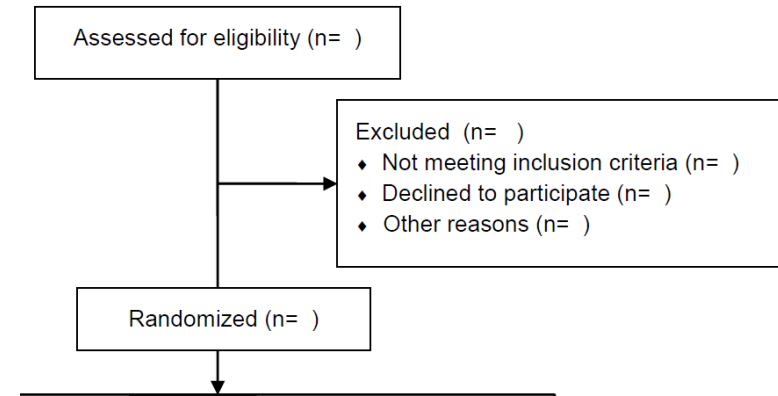 Assessed for eligibility (n=  )
Excluded  (n=   )
♦ Not meeting inclusion criteria (n=  )
♦ Declined to participate (n=  )
♦ Other reasons (n=  )
Randomized (n=  )